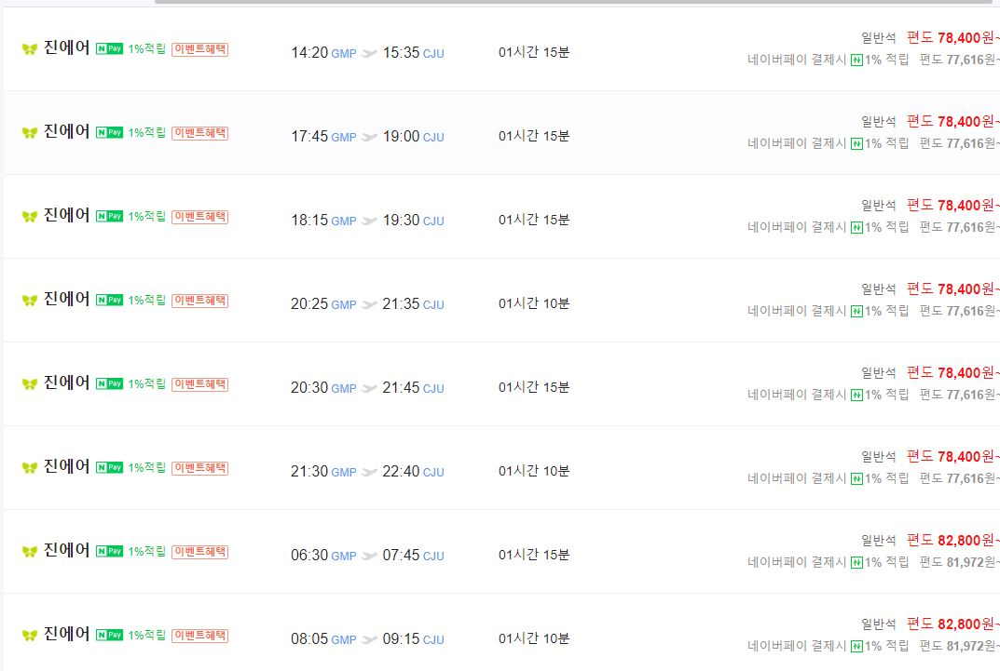 진에어 N Pay 1%적립 이벤트혜택 14:20 GMP 15:35 CJU 01시간 15분 일반석 편도 78,400원~
네이버페이 결제시 N 1% 적립 편도 77,616원~
진에어 N Pay 1%적립 이벤트혜택 17:45 GMP 19:00 CJU 01시간 15분 일반석 편도 78,400원~
네이버페이 결제시 N 1% 적립 편도 77,616원~
진에어 N Pay 1%적립 이벤트혜택 18:15 GMP 19:30 CJU 01시간 15분 일반석 편도 78,400원~
네이버페이 결제시 N 1% 적립 편도 77,616원~
진에어 N Pay 1%적립 이벤트혜택 20:25 GMP 21:35 CJU 01시간 10분 일반석 편도 78,400원~
네이버페이 결제시 N 1% 적립 편도 77,616원~
진에어 N Pay 1%적립 이벤트혜택 20:30 GMP 21:45 CJU 01시간 15분 일반석 편도 78,400원~
네이버페이 결제시 N 1% 적립 편도 77,616원~
진에어 N Pay 1%적립 이벤트혜택 21:30 GMP 22:40 CJU 01시간 10분 일반석 편도 78,400원~
네이버페이 결제시 N 1% 적립 편도 77,616원~
진에어 N Pay 1%적립 이벤트혜택 06:30 GMP 07:45 CJU 01시간 15분 일반석 편도 82,800원~
네이버페이 결제시 N 1% 적립 편도 81,972원~
진에어 N Pay 1%적립 이벤트혜택 08:05 GMP 09:15 CJU 01시간 10분 일반석 편도 82,800원~
네이버페이 결제시 N 1% 적립 편도 81,972원~